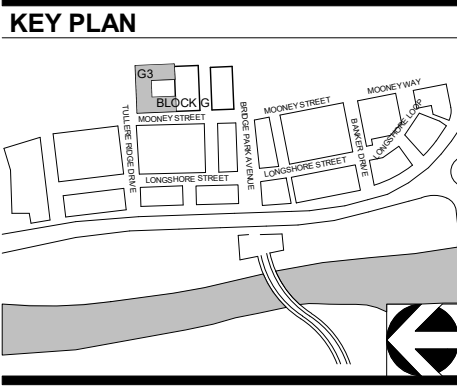 KEY PLAN
G3
BLOCK G
MOONEY STREET
TULLERE RIDGE DRIVE
BRIDGE PARK AVENUE
MOONEY STREET
MOONEY WAY
BANKER DRIVE
LONGSHORE LOOP
LONGSHORE STREET
LONGSHORE STREET